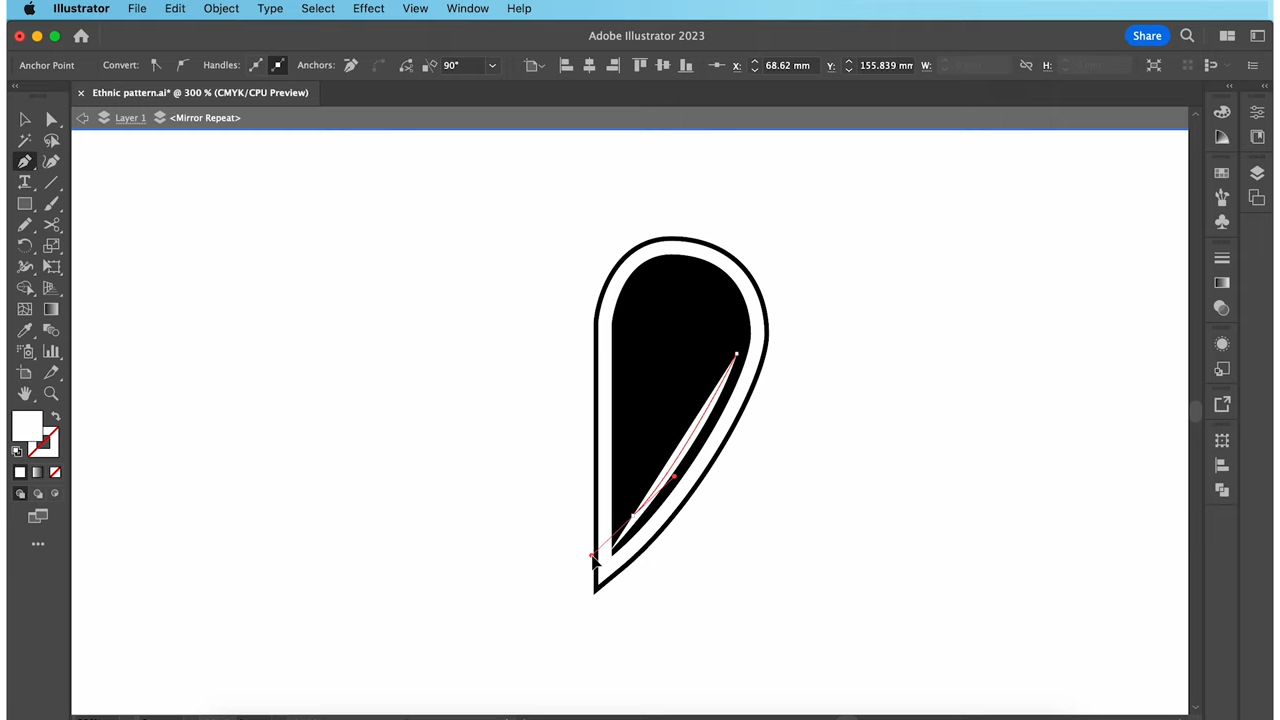 Illustrator File Edit Object Type Select Effect View Window Help
Adobe Illustrator 2023
Share
Anchor Point Convert: Handles: Anchors: 90° X: 68.62 mm Y: 155.839 mm W: H:
× Ethnic pattern.ai* @ 300 % (CMYK/CPU Preview)
Layer 1 <Mirror Repeat>